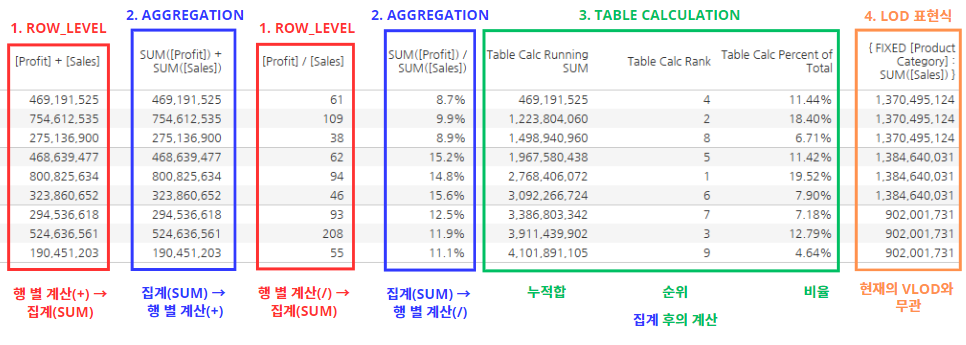 1. ROW_LEVEL
2. AGGREGATION
1. ROW_LEVEL
2. AGGREGATION
3. TABLE CALCULATION
4. LOD 표현식
[Profit] + [Sales]
SUM([Profit]) +
SUM([Sales])
[Profit] / [Sales]
SUM([Profit]) /
SUM([Sales])
Table Calc Running
SUM
Table Calc Rank
Table Calc Percent of
Total
{ FIXED [Product
Category] :
SUM([Sales]) }
469,191,525 469,191,525 61 8.7% 469,191,525 4 11.44% 1,370,495,124
754,612,535 754,612,535 109 9.9% 1,223,804,060 2 18.40% 1,370,495,124
275,136,900 275,136,900 38 8.9% 1,498,940,960 8 6.71% 1,370,495,124
468,639,477 468,639,477 62 15.2% 1,967,580,438 5 11.42% 1,384,640,031
800,825,634 800,825,634 94 14.8% 2,768,406,072 1 19.52% 1,384,640,031
323,860,652 323,860,652 46 15.6% 3,092,266,724 6 7.90% 1,384,640,031
294,536,618 294,536,618 93 12.5% 3,386,803,342 7 7.18% 902,001,731
524,636,561 524,636,561 208 11.9% 3,911,439,902 3 12.79% 902,001,731
190,451,203 190,451,203 55 11.1% 4,101,891,105 9 4.64% 902,001,731
행 별 계산(+) →
집계(SUM)
집계(SUM) →
행 별 계산(+)
행 별 계산(/) →
집계(SUM)
집계(SUM) →
행 별 계산(/)
누적합 순위 비율
집계 후의 계산
현재의 VLOD와
무관